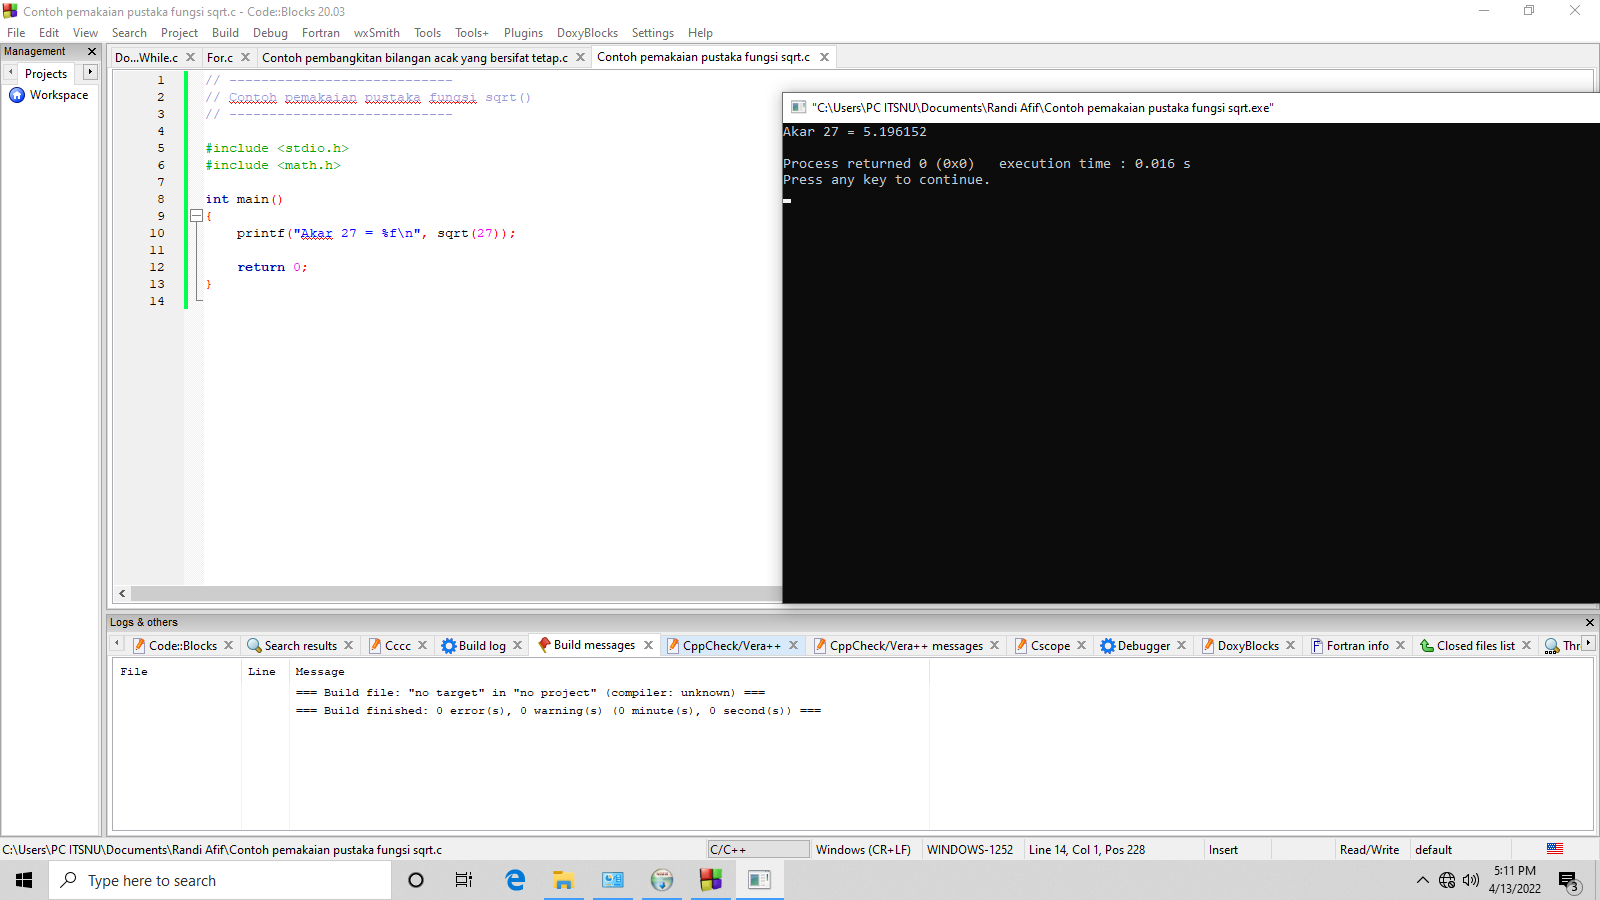 Contoh pemakaian pustaka fungsi sqrt.c - Code::Blocks 20.03
File Edit View Search Project Build Debug Fortran wxSmith Tools Tools+ Plugins DoxyBlocks Settings Help
Management
Projects
Workspace
Do...While.c For.c Contoh pembangkitan bilangan acak yang bersifat tetap.c Contoh pemakaian pustaka fungsi sqrt.c
1 // ----------------------------
2 // Contoh pemakaian pustaka fungsi sqrt()
3 // ----------------------------
4
5 #include <stdio.h>
6 #include <math.h>
7
8 int main()
9 {
10 printf("Akar 27 = %f\n", sqrt(27));
11
12 return 0;
13 }
14
"C:\Users\PC ITSNU\Documents\Randi Afif\Contoh pemakaian pustaka fungsi sqrt.exe"
Akar 27 = 5.196152
Process returned 0 (0x0)   execution time : 0.016 s
Press any key to continue.
Logs & others
Code::Blocks Search results Cccc Build log Build messages CppCheck/Vera++ CppCheck/Vera++ messages Cscope Debugger DoxyBlocks Fortran info Closed files list Thr
File Line Message
=== Build file: "no target" in "no project" (compiler: unknown) ===
=== Build finished: 0 error(s), 0 warning(s) (0 minute(s), 0 second(s)) ===
C:\Users\PC ITSNU\Documents\Randi Afif\Contoh pemakaian pustaka fungsi sqrt.c C/C++ Windows (CR+LF) WINDOWS-1252 Line 14, Col 1, Pos 228 Insert Read/Write default
Type here to search
5:11 PM
4/13/2022
3